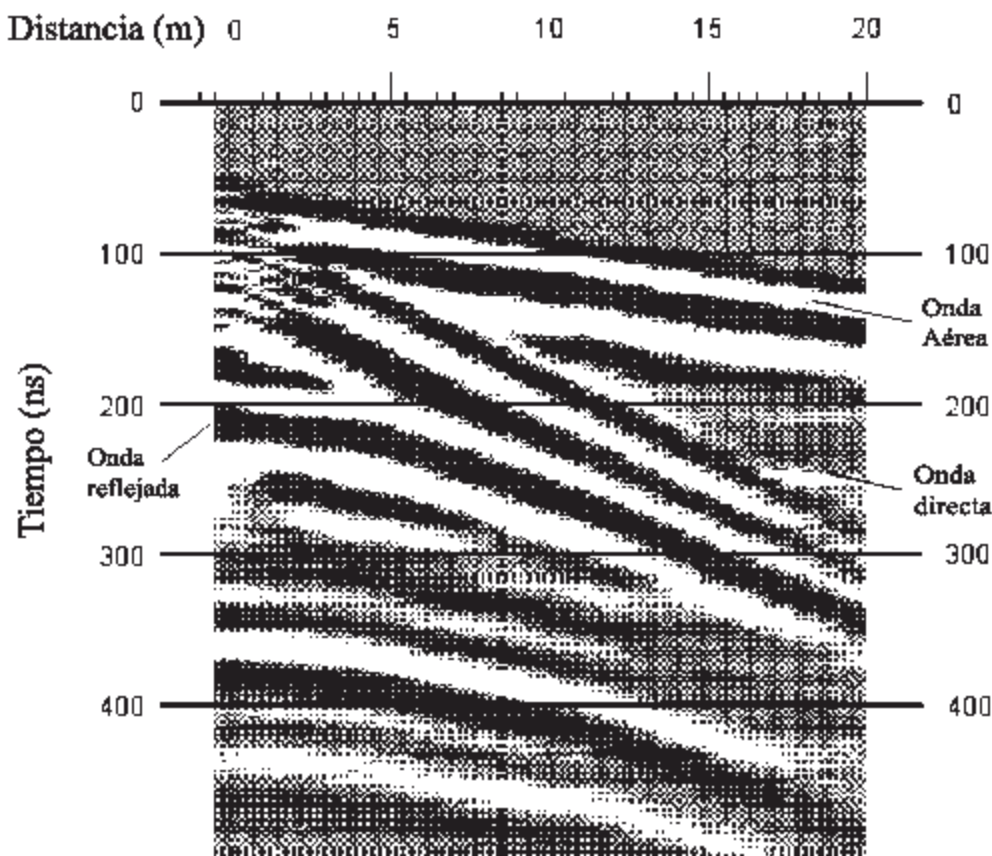 Distancia (m) 0 5 10 15 20
0 0
100 100
Onda
Aérea
200 200
Onda
reflejada
Onda
directa
300 300
400 400
Tiempo (ns)